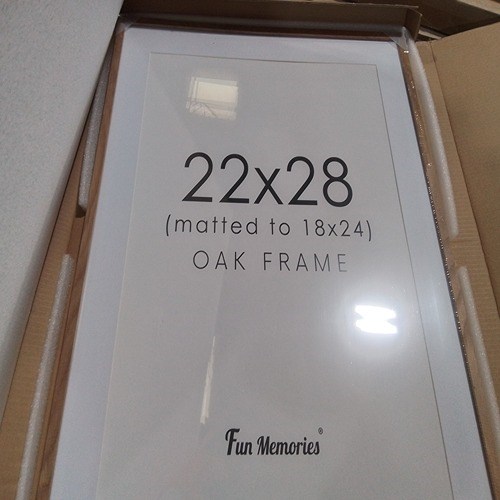 22x28
(matted to 18x24)
OAK FRAME
Fun Memories®